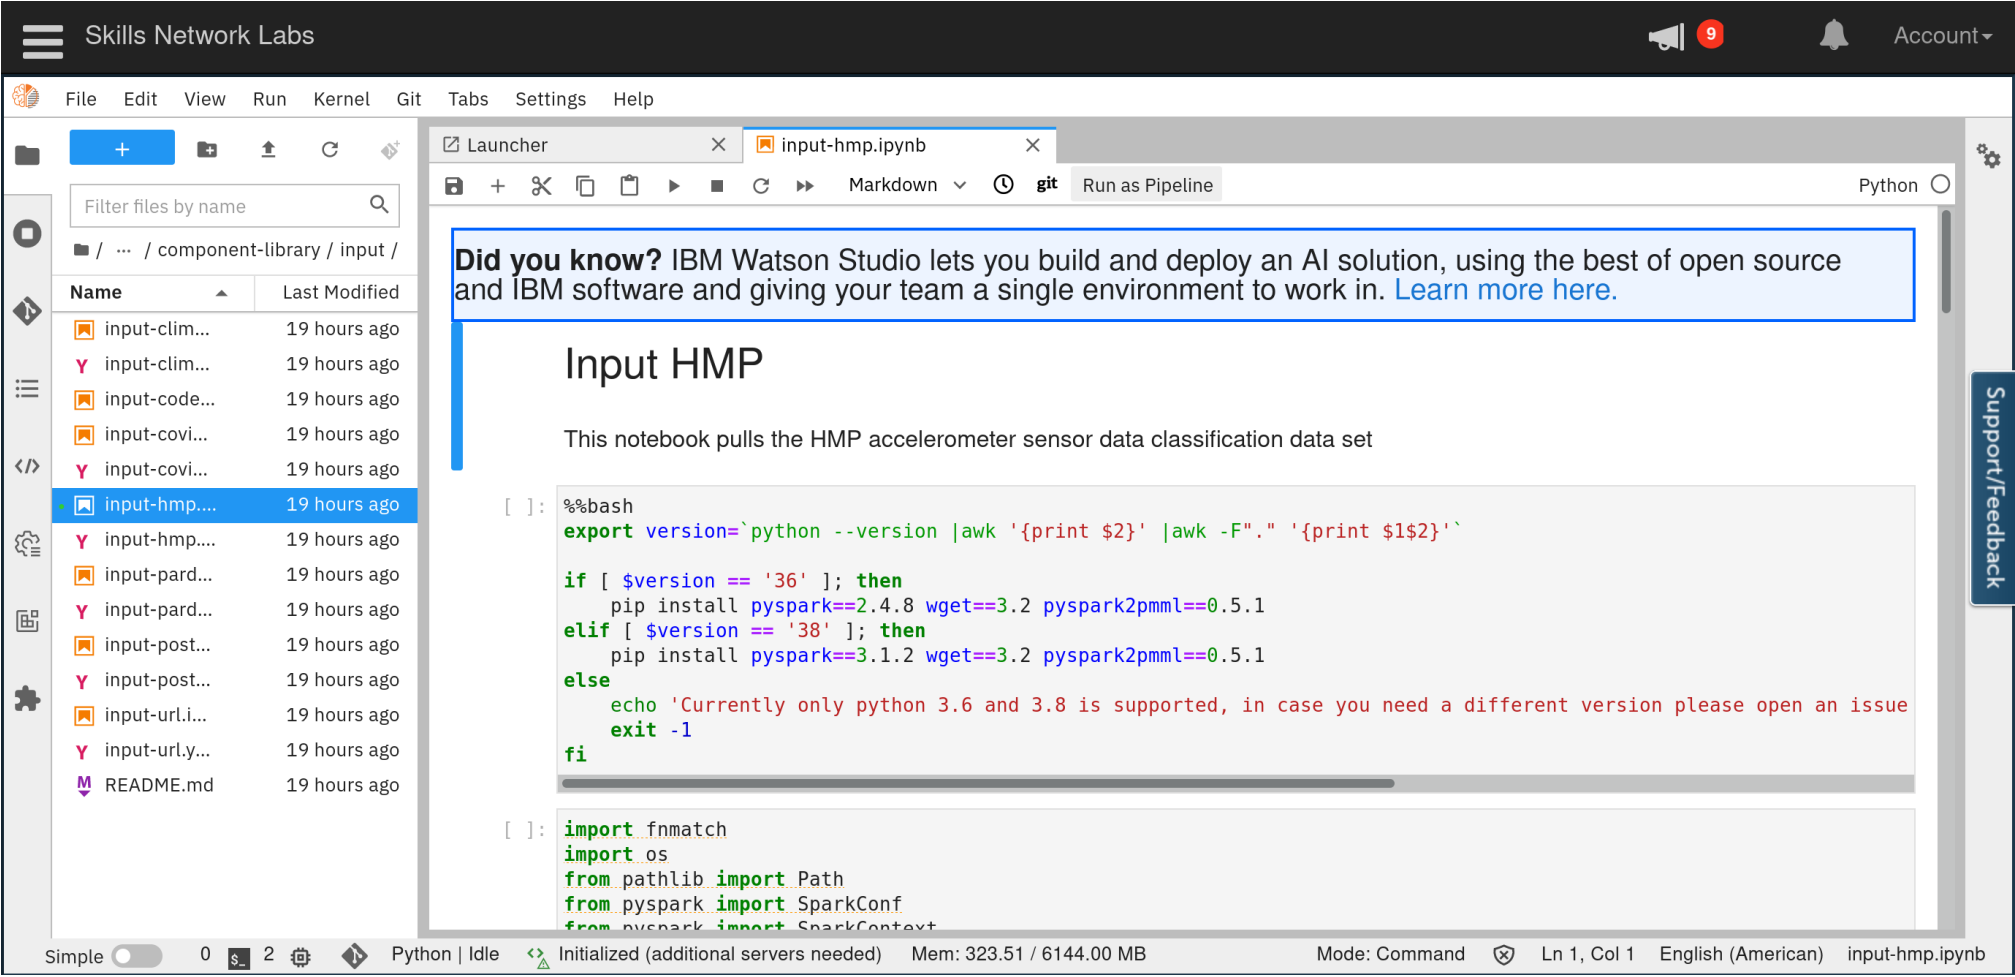 Skills Network Labs
9
Account
File Edit View Run Kernel Git Tabs Settings Help
+
Launcher
input-hmp.ipynb
Markdown
git
Run as Pipeline
Python
Filter files by name
/ ... / component-library / input /
Name Last Modified
input-clim... 19 hours ago
Y input-clim... 19 hours ago
input-code... 19 hours ago
input-covi... 19 hours ago
Y input-covi... 19 hours ago
input-hmp.... 19 hours ago
Y input-hmp.... 19 hours ago
input-pard... 19 hours ago
Y input-pard... 19 hours ago
input-post... 19 hours ago
Y input-post... 19 hours ago
input-url.i... 19 hours ago
Y input-url.y... 19 hours ago
M README.md 19 hours ago
Did you know? IBM Watson Studio lets you build and deploy an AI solution, using the best of open source
and IBM software and giving your team a single environment to work in. Learn more here.
Input HMP
This notebook pulls the HMP accelerometer sensor data classification data set
[ ]: %%bash
export version=`python --version |awk '{print $2}' |awk -F"." '{print $1$2}'`
if [ $version == '36' ]; then
    pip install pyspark==2.4.8 wget==3.2 pyspark2pmml==0.5.1
elif [ $version == '38' ]; then
    pip install pyspark==3.1.2 wget==3.2 pyspark2pmml==0.5.1
else
    echo 'Currently only python 3.6 and 3.8 is supported, in case you need a different version please open an issue
    exit -1
fi
[ ]: import fnmatch
import os
from pathlib import Path
from pyspark import SparkConf
from pyspark import SparkContext
Support/Feedback
Simple 0 $_ 2 Python | Idle Initialized (additional servers needed) Mem: 323.51 / 6144.00 MB Mode: Command Ln 1, Col 1 English (American) input-hmp.ipynb